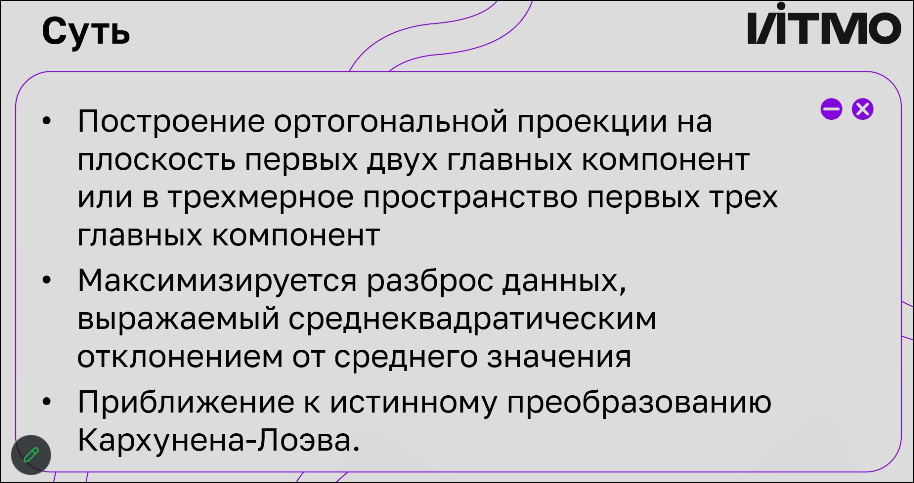 Суть
ИТМО
• Построение ортогональной проекции на
плоскость первых двух главных компонент
или в трехмерное пространство первых трех
главных компонент
• Максимизируется разброс данных,
выражаемый среднеквадратическим
отклонением от среднего значения
• Приближение к истинному преобразованию
Кархунена-Лоэва.